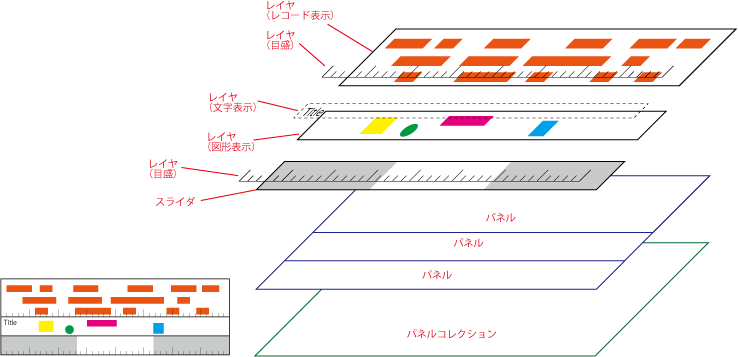 レイヤ
（レコード表示）
レイヤ
（目盛）
レイヤ
（文字表示）
Title
レイヤ
（図形表示）
レイヤ
（目盛）
スライダ
パネル
パネル
パネル
パネルコレクション
Title